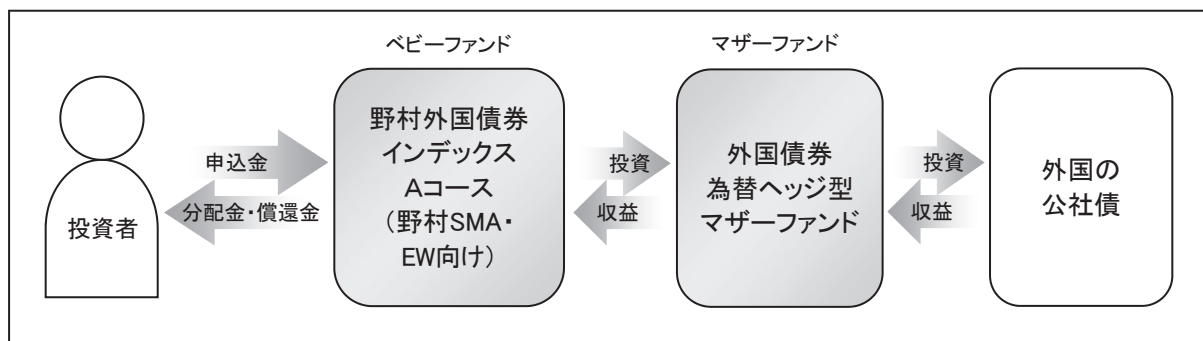 ベビーファンド
マザーファンド
投資者
申込金
分配金・償還金
野村外国債券
インデックス
Aコース
(野村SMA・
EW向け)
投資
収益
外国債券
為替ヘッジ型
マザーファンド
投資
収益
外国の
公社債